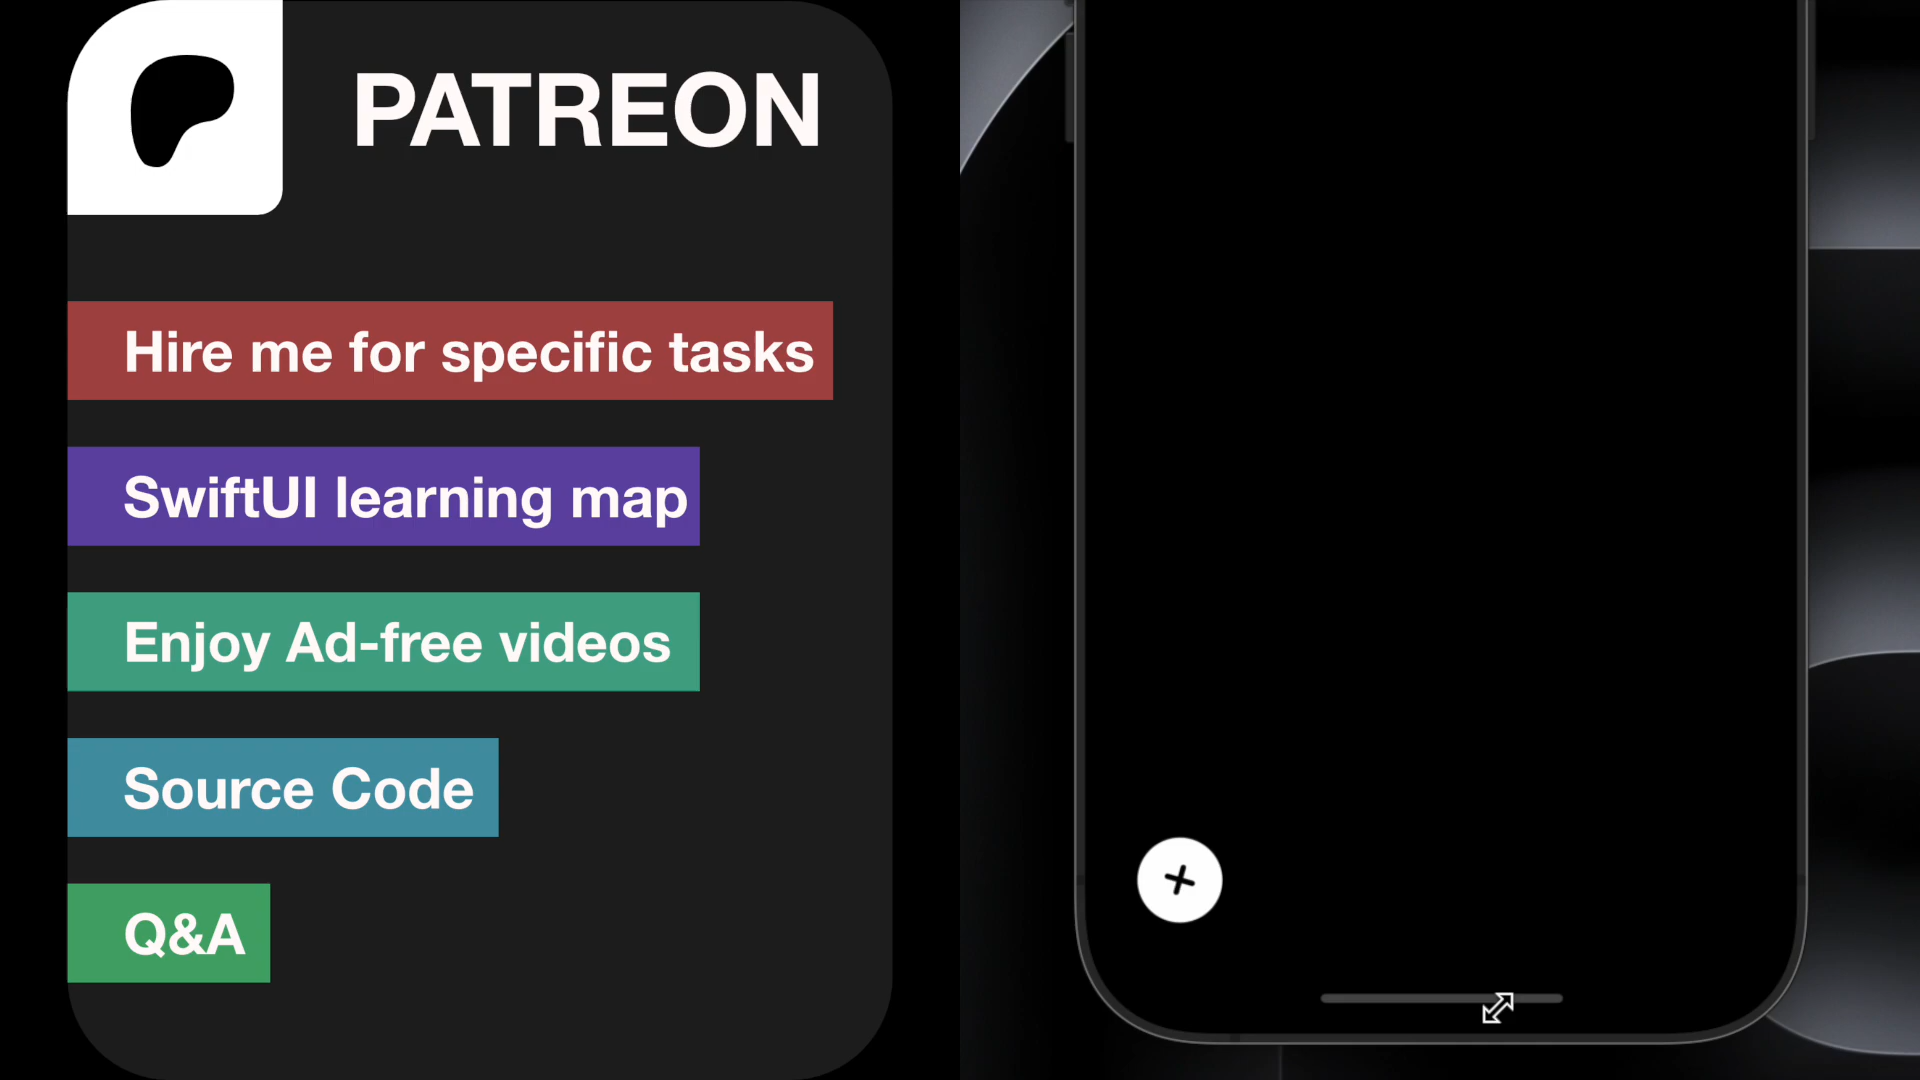 PATREON
Hire me for specific tasks
SwiftUI learning map
Enjoy Ad-free videos
Source Code
Q&A